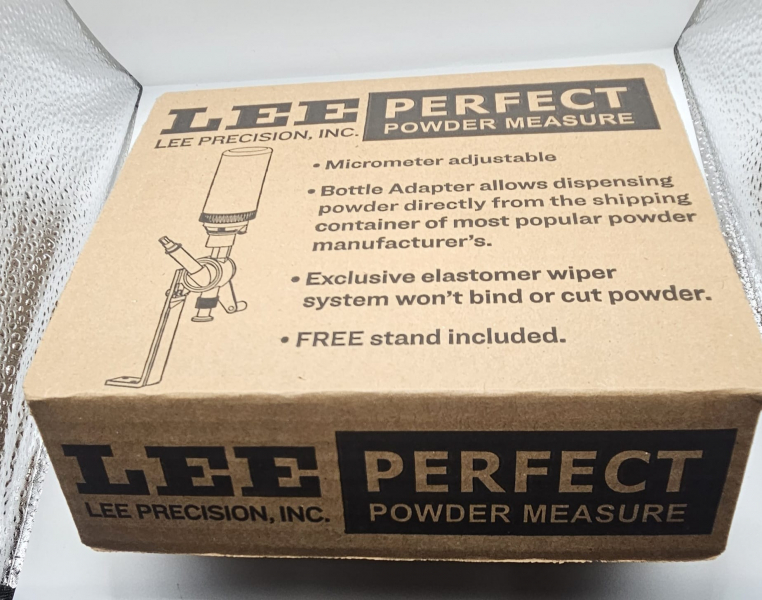 LEE PERFECT
LEE PRECISION, INC. POWDER MEASURE
• Micrometer adjustable
• Bottle Adapter allows dispensing
powder directly from the shipping
container of most popular powder
manufacturer's.
• Exclusive elastomer wiper
system won't bind or cut powder.
• FREE stand included.
LEE PERFECT
LEE PRECISION, INC. POWDER MEASURE